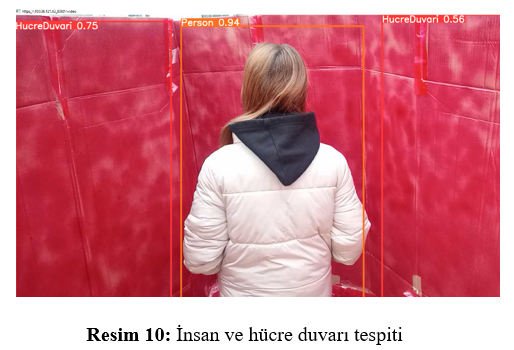 HucreDuvari 0.75
Person 0.94
HucreDuvari 0.56
Resim 10: İnsan ve hücre duvarı tespiti